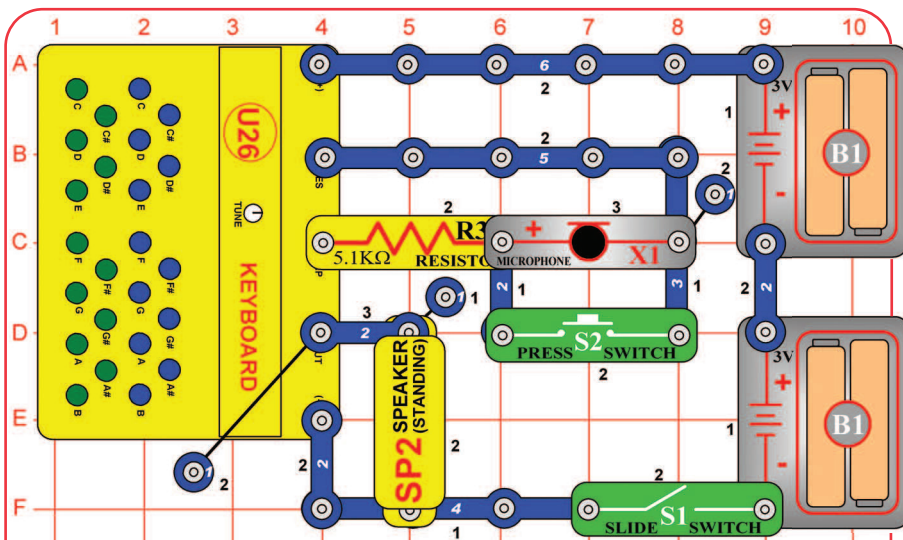 1 2 3 4 5 6 7 8 9 10
A
B
C
D
E
F
C C
C# C#
D D
D# D#
E E
F F
F# F#
G G
G# G#
A A
A# A#
B B
U26
TUNE
KEYBOARD
6
2
2
5
2
1
2
R3
5.1KΩ
3
+
MICROPHONE
X1
2
1
3
1
1
1
3
2
S2
PRESS SWITCH
2
SP2 SPEAKER
(STANDING)
2
1
2
2
2
4
1
2
S1
SLIDE SWITCH
3V
1
+
-
B1
2
2
3V
1
+
-
B1